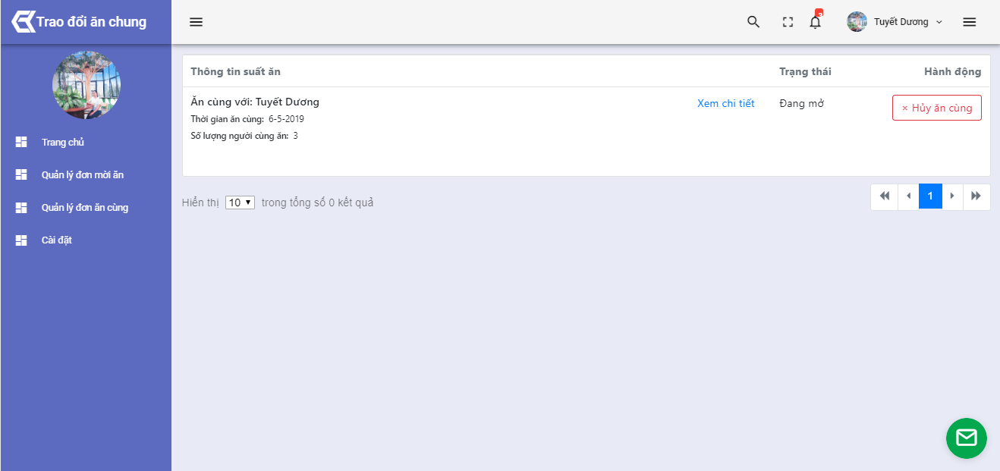 Trao đổi ăn chung
3
Tuyết Dương
Trang chủ
Quản lý đơn mời ăn
Quản lý đơn ăn cùng
Cài đặt
Thông tin suất ăn Trạng thái Hành động
Ăn cùng với: Tuyết Dương Xem chi tiết Đang mở × Hủy ăn cùng
Thời gian ăn cùng: 6-5-2019
Số lượng người cùng ăn: 3
Hiển thị 10 trong tổng số 0 kết quả
1